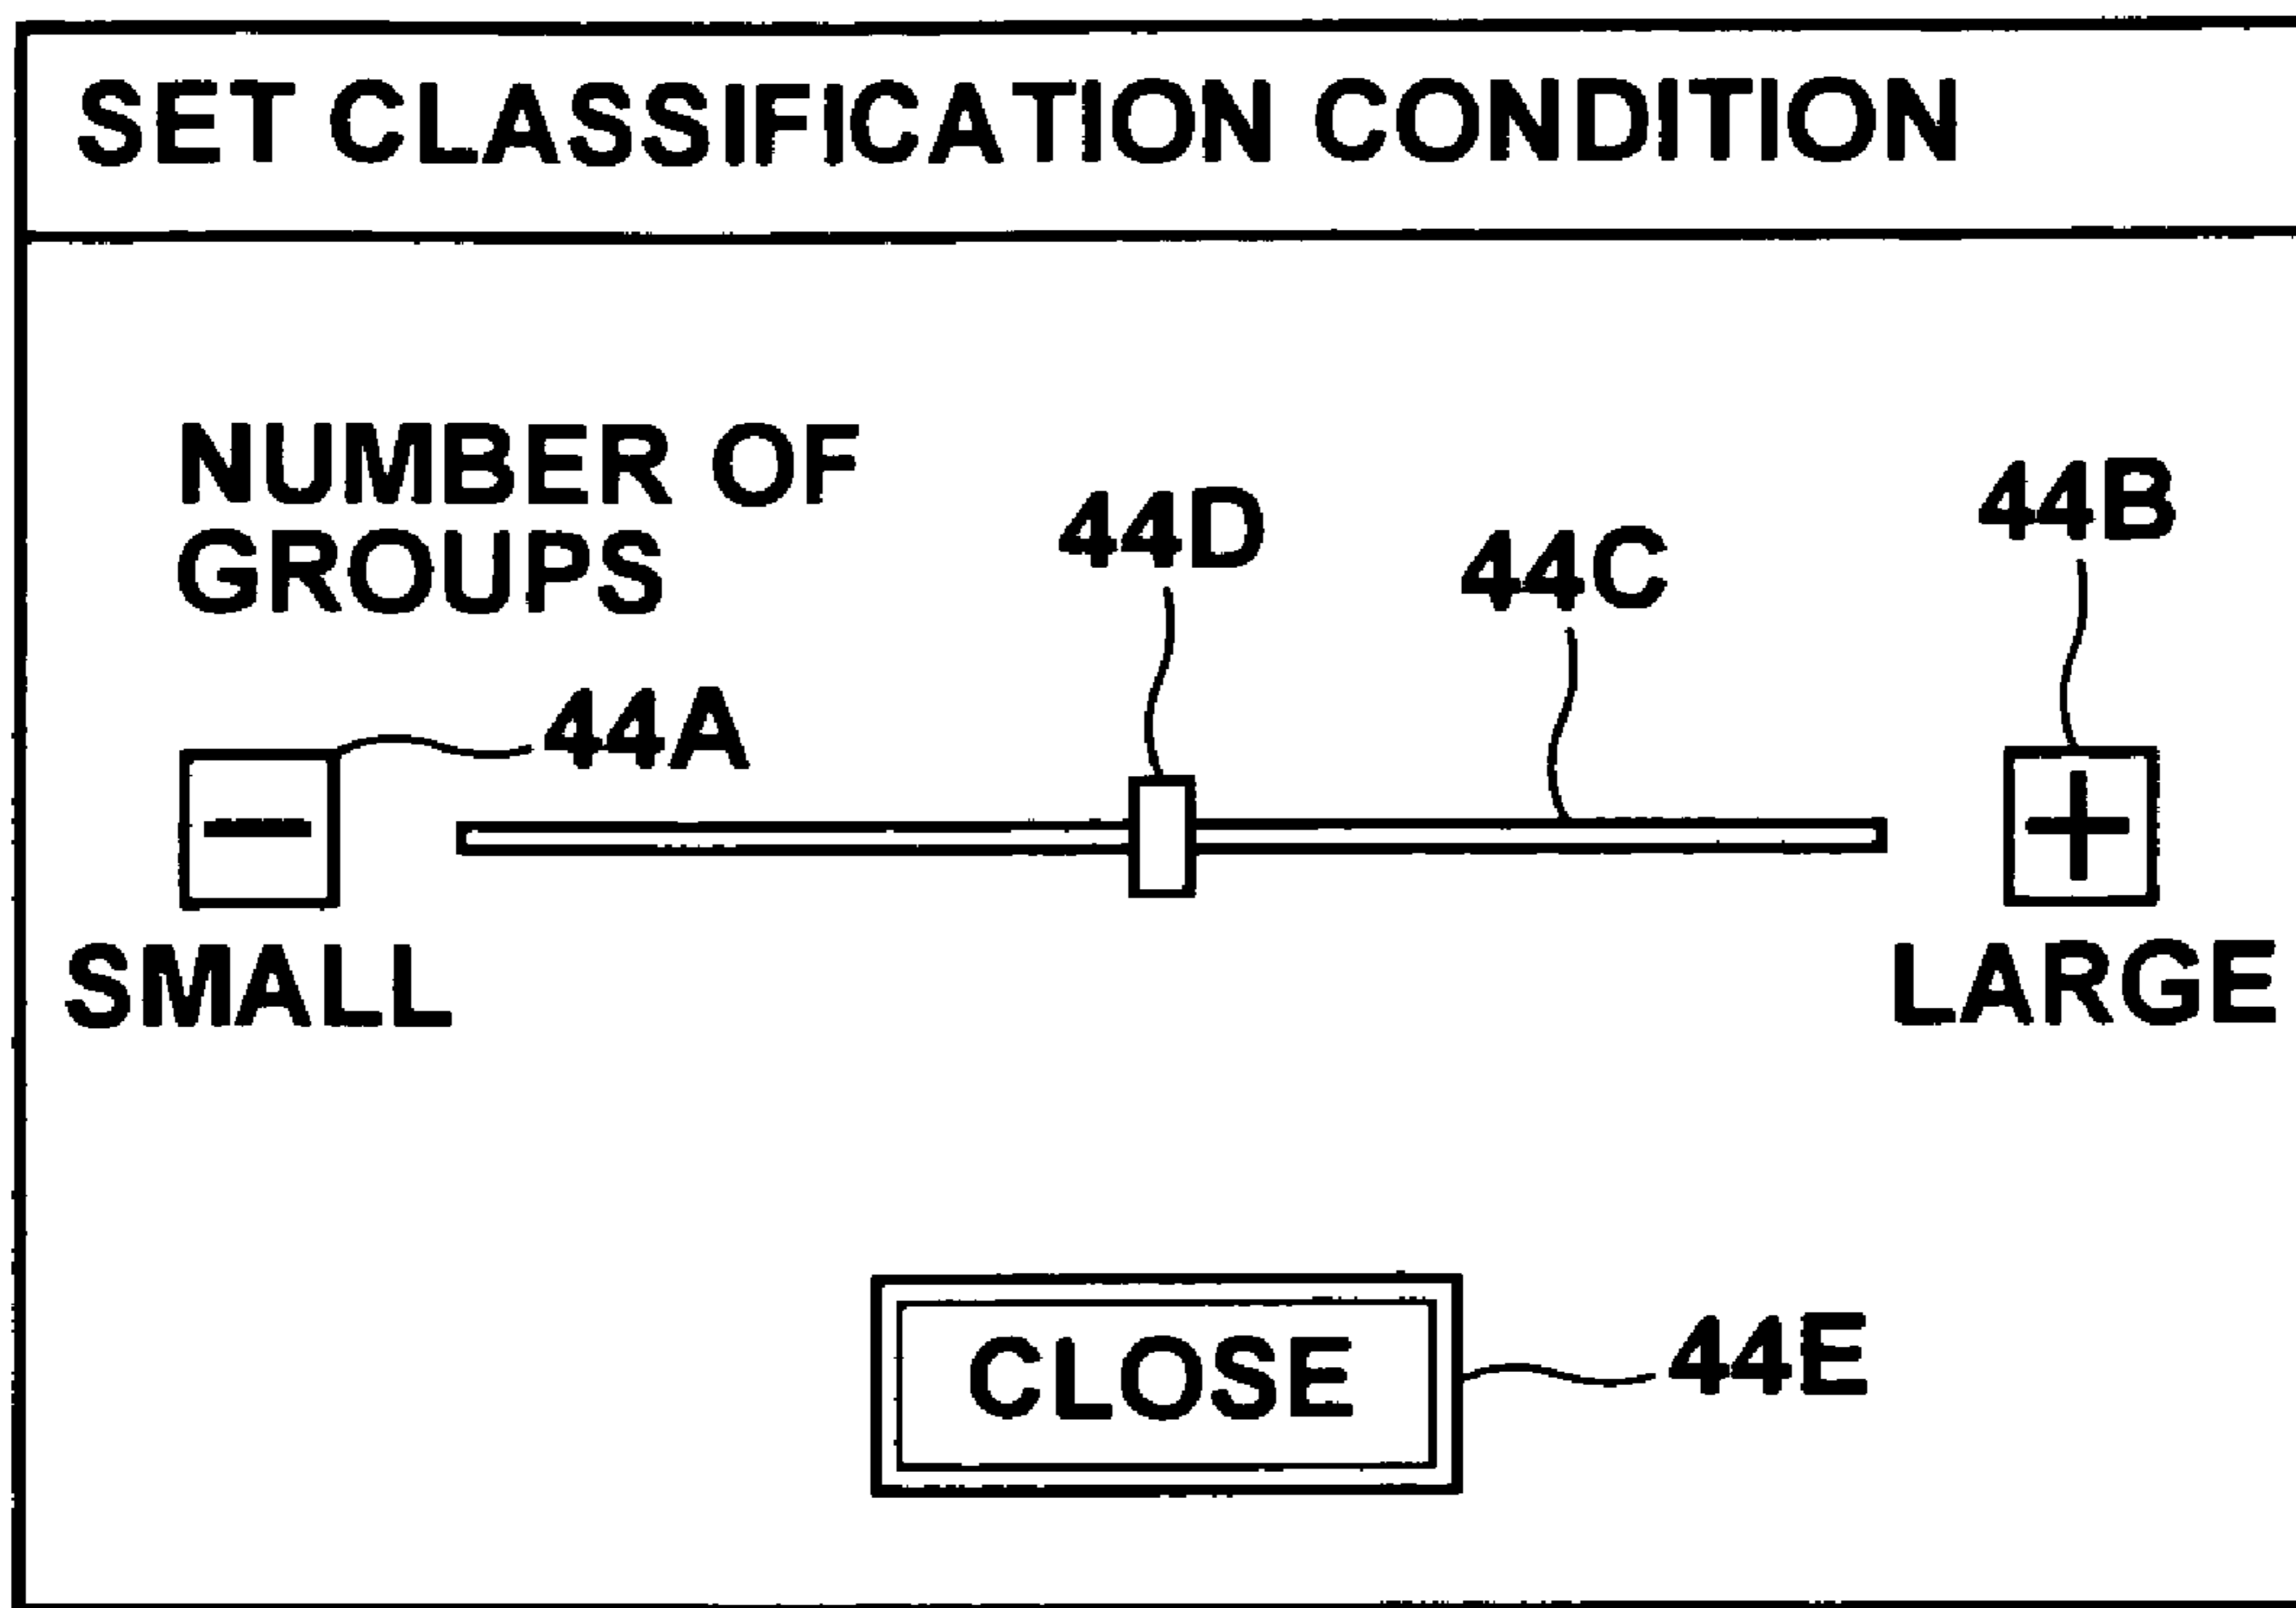 SET CLASSIFICATION CONDITION
NUMBER OF
GROUPS
44D
44C
44B
44A
SMALL
LARGE
CLOSE
44E